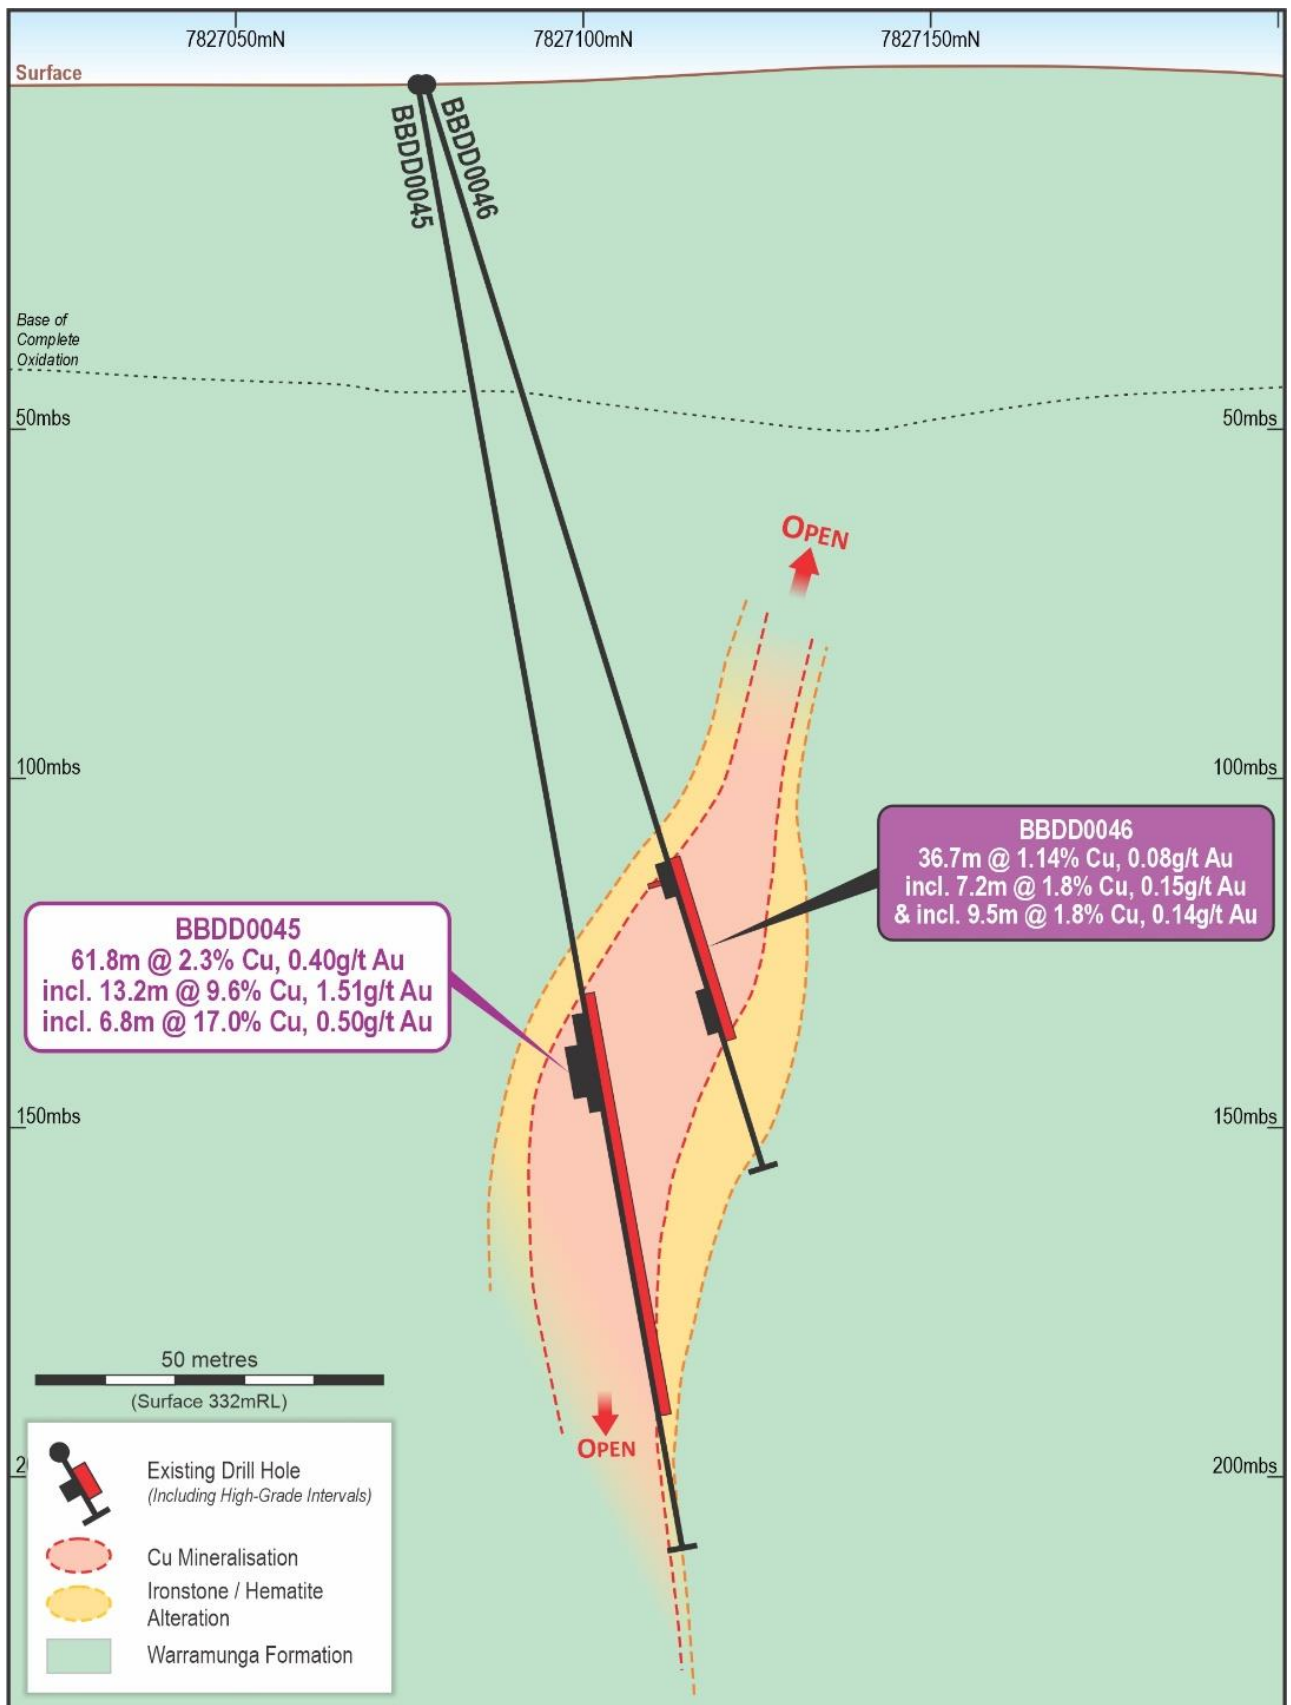 7827050mN
7827100mN
7827150mN
Surface
BBDD0045
BBDD0046
Base of
Complete
Oxidation
50mbs
50mbs
OPEN
100mbs
100mbs
BBDD0046
36.7m @ 1.14% Cu, 0.08g/t Au
incl. 7.2m @ 1.8% Cu, 0.15g/t Au
& incl. 9.5m @ 1.8% Cu, 0.14g/t Au
BBDD0045
61.8m @ 2.3% Cu, 0.40g/t Au
incl. 13.2m @ 9.6% Cu, 1.51g/t Au
incl. 6.8m @ 17.0% Cu, 0.50g/t Au
150mbs
150mbs
50 metres
(Surface 332mRL)
OPEN
200mbs
Existing Drill Hole
(Including High-Grade Intervals)
Cu Mineralisation
Ironstone / Hematite
Alteration
Warramunga Formation